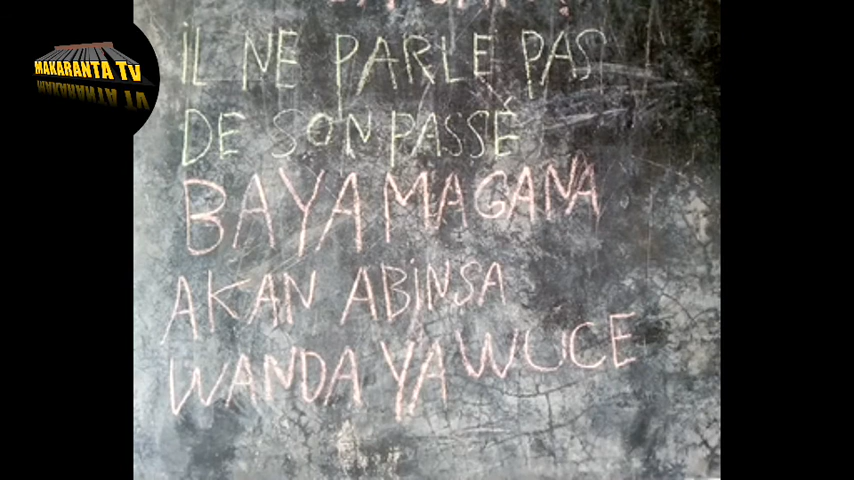 MAKARANTA TV
IL NE PARLE PAS
DE SON PASSÉ
BAYA MAGANA
AKAN ABINSA
WANDA YA WUCE